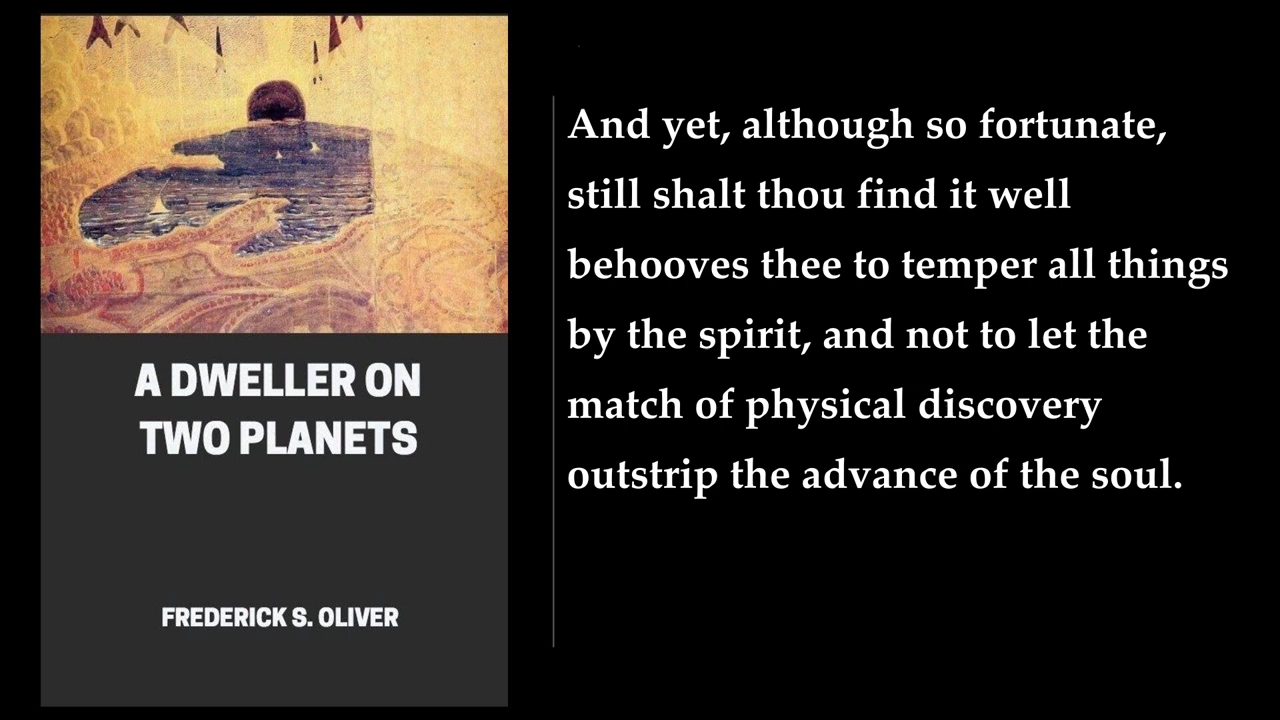 A DWELLER ON
TWO PLANETS
FREDERICK S. OLIVER
And yet, although so fortunate,
still shalt thou find it well
behooves thee to temper all things
by the spirit, and not to let the
match of physical discovery
outstrip the advance of the soul.